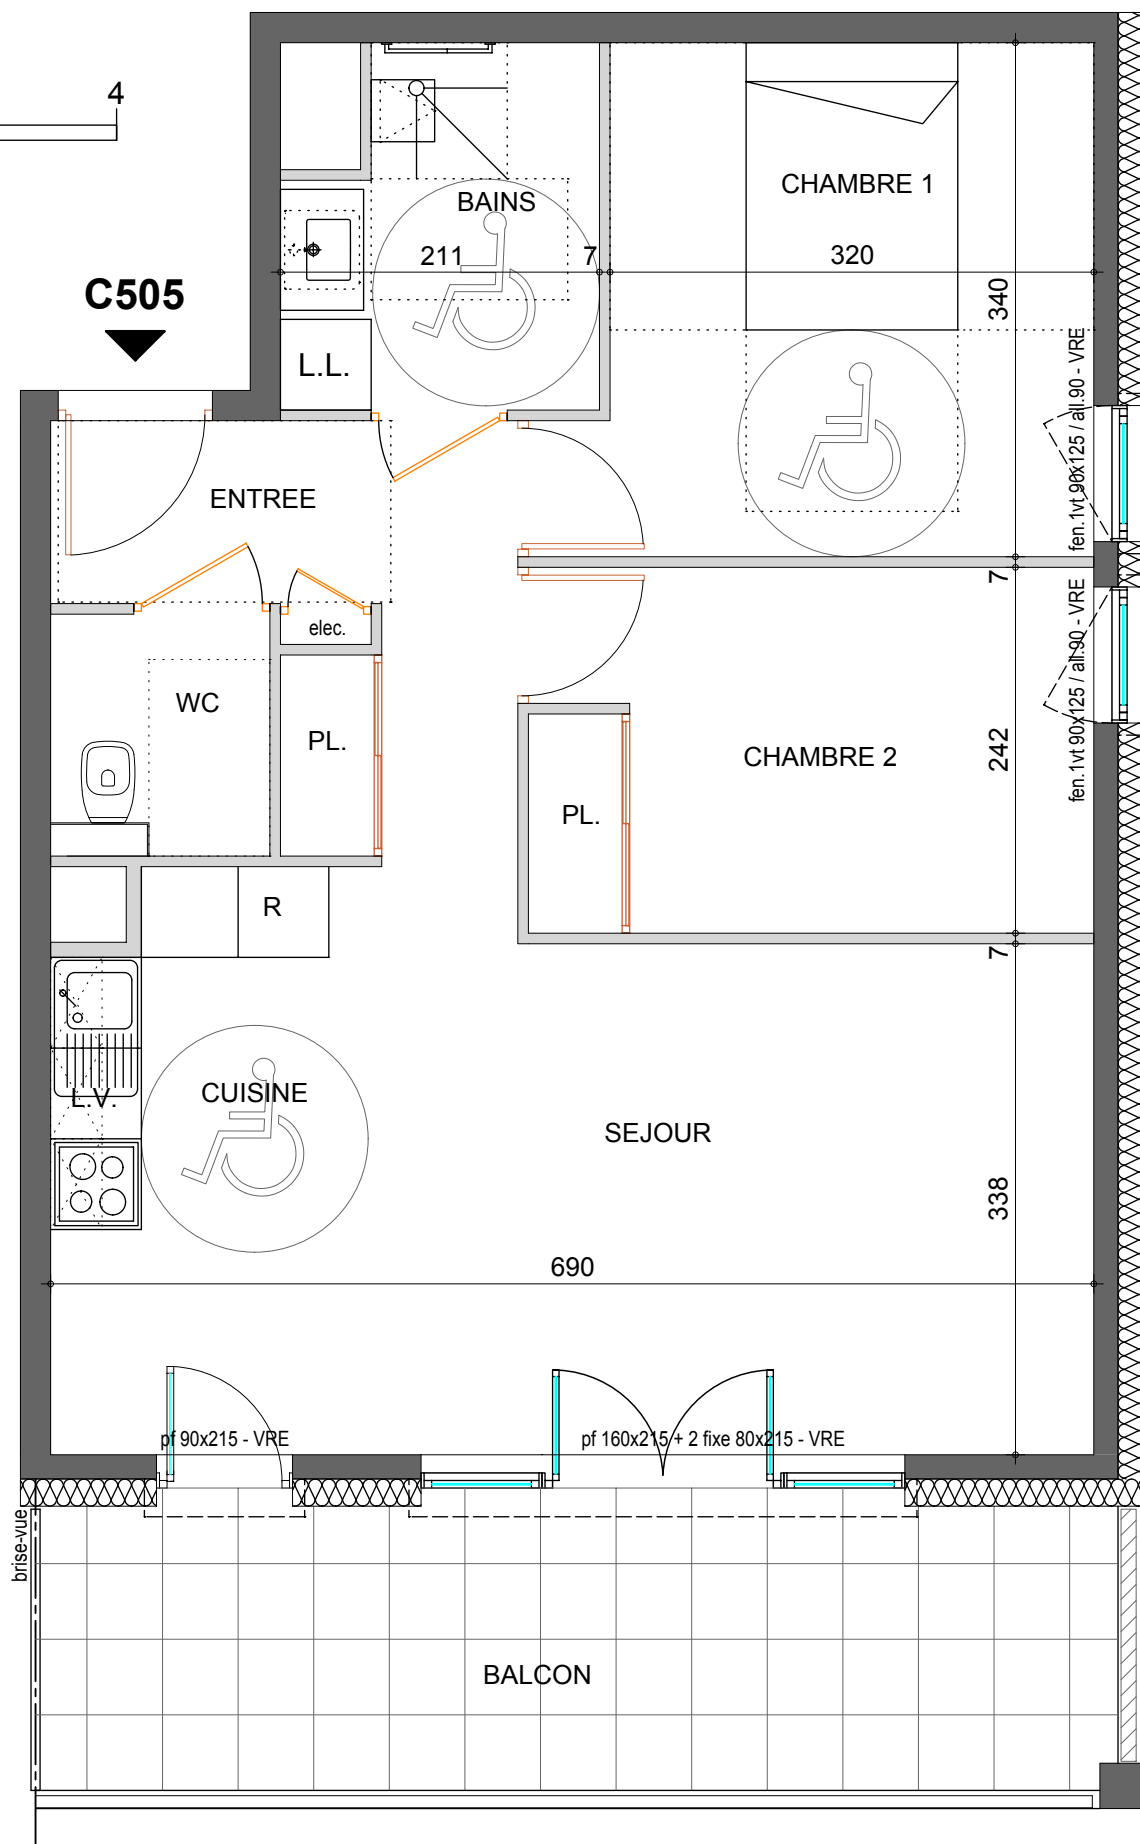 4
CHAMBRE 1
BAINS
211
7
320
C505
340
L.L.
fen.1vt 90x125 / all.90 - VRE
ENTREE
7
elec.
fen.1vt 90x125 / all.90 - VRE
WC
PL.
242
CHAMBRE 2
PL.
R
7
CUISINE
L.V.
SEJOUR
338
690
pf 90x215 - VRE
pf 160x215 + 2 fixe 80x215 - VRE
brise-vue
BALCON